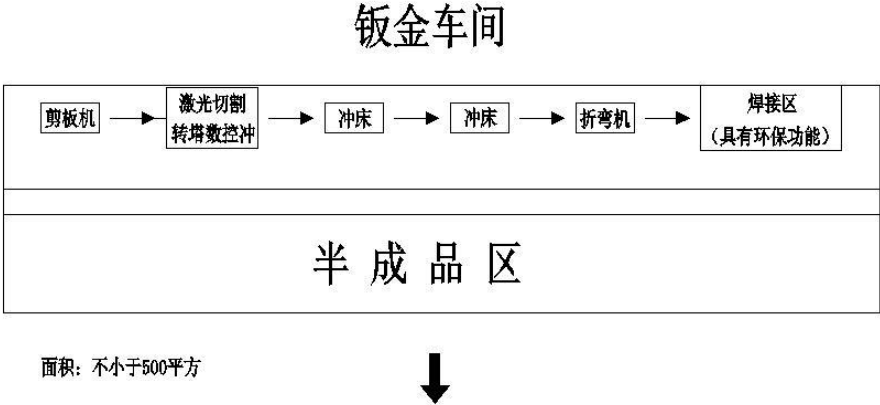 钣金车间
剪板机
激光切割
转塔数控冲
冲床
冲床
折弯机
焊接区
（具有环保功能）
半成品区
面积：不小于500平方